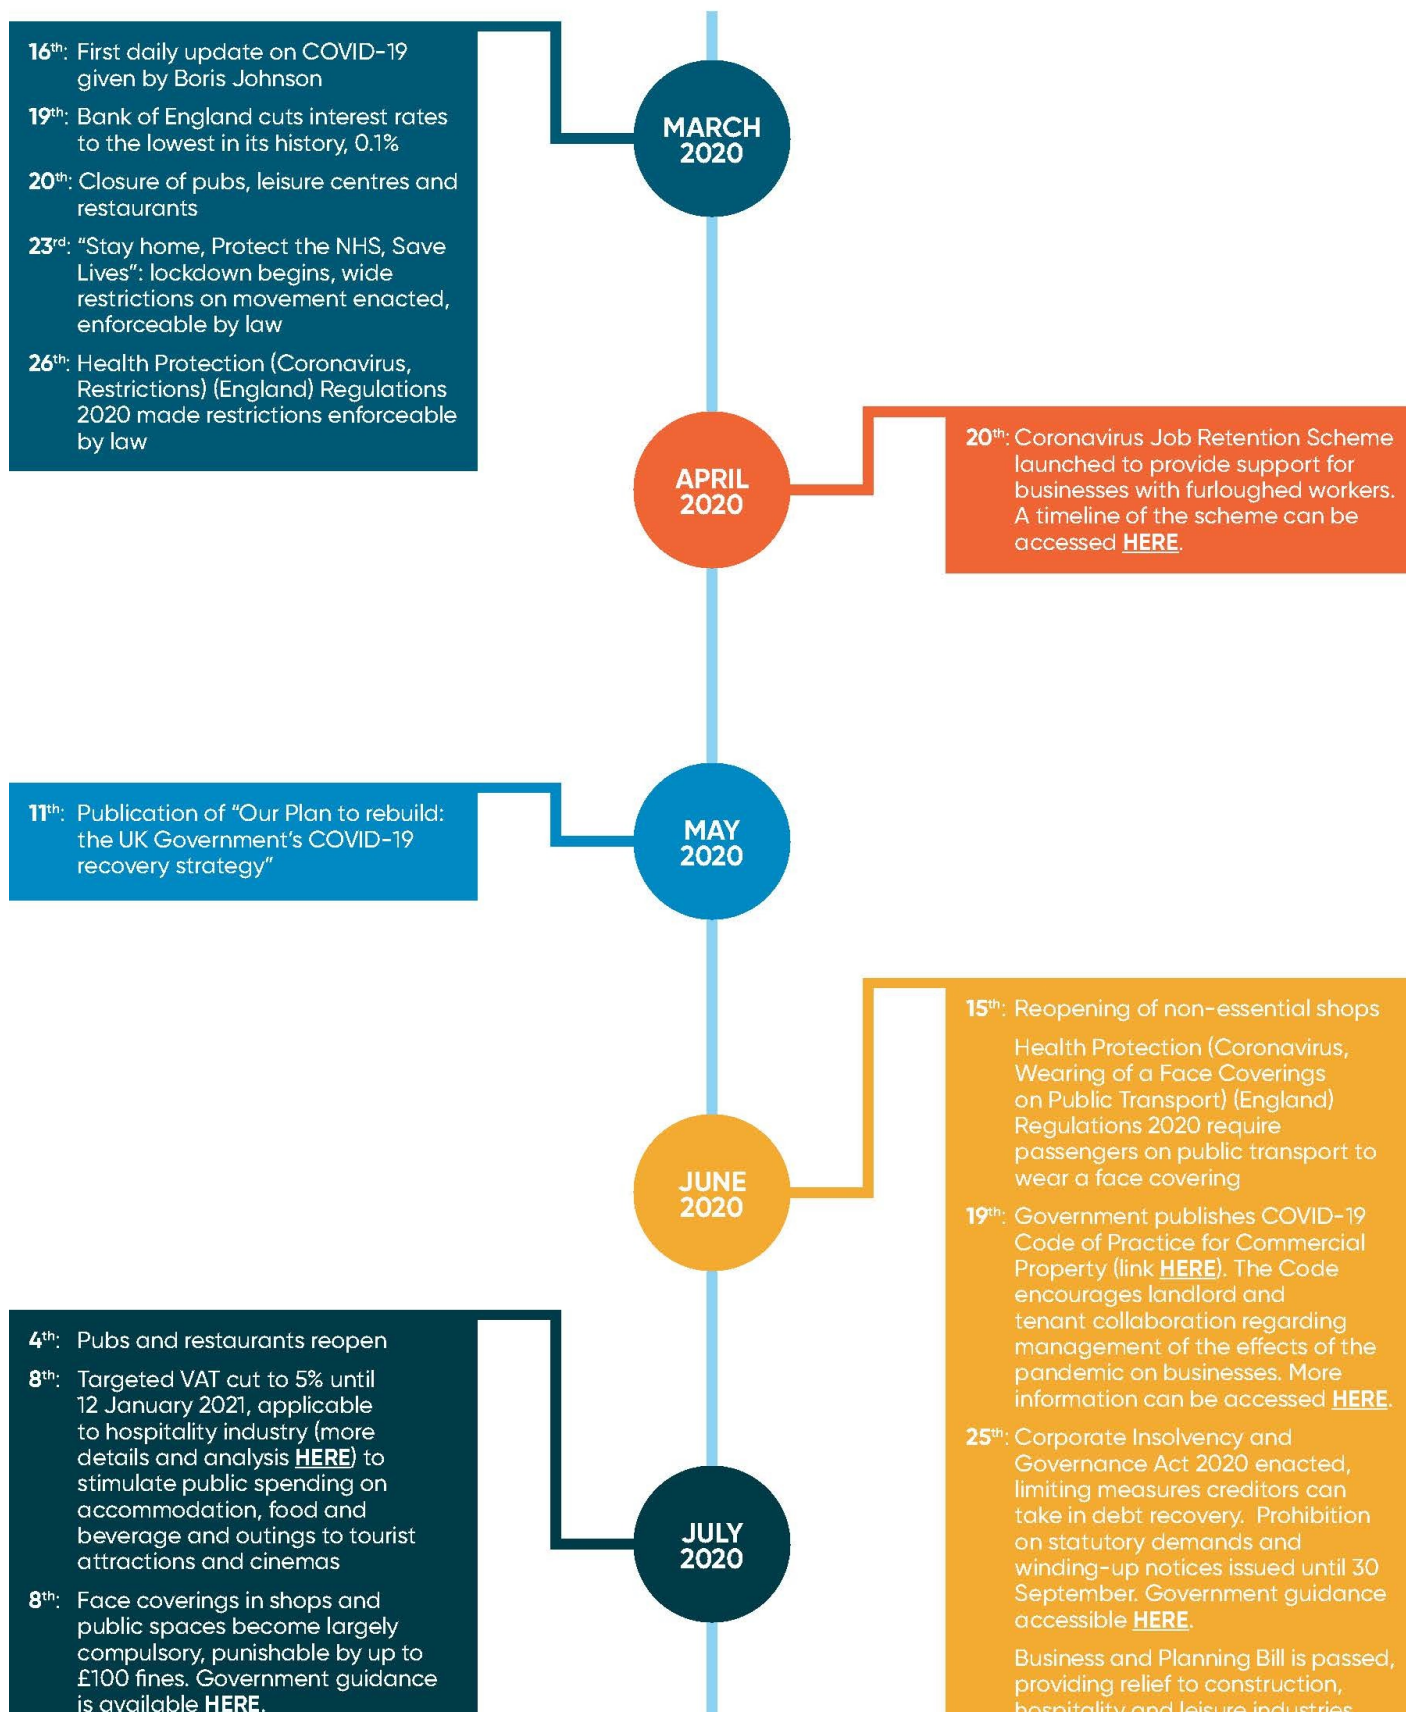 MARCH
2020
16th: First daily update on COVID-19
given by Boris Johnson
19th: Bank of England cuts interest rates
to the lowest in its history, 0.1%
20th: Closure of pubs, leisure centres and
restaurants
23rd: “Stay home, Protect the NHS, Save
Lives”: lockdown begins, wide
restrictions on movement enacted,
enforceable by law
26th: Health Protection (Coronavirus,
Restrictions) (England) Regulations
2020 made restrictions enforceable
by law
APRIL
2020
20th: Coronavirus Job Retention Scheme
launched to provide support for
businesses with furloughed workers.
A timeline of the scheme can be
accessed HERE.
MAY
2020
11th: Publication of “Our Plan to rebuild:
the UK Government’s COVID-19
recovery strategy”
JUNE
2020
15th: Reopening of non-essential shops
Health Protection (Coronavirus,
Wearing of a Face Coverings
on Public Transport) (England)
Regulations 2020 require
passengers on public transport to
wear a face covering
19th: Government publishes COVID-19
Code of Practice for Commercial
Property (link HERE). The Code
encourages landlord and
tenant collaboration regarding
management of the effects of the
pandemic on businesses. More
information can be accessed HERE.
25th: Corporate Insolvency and
Governance Act 2020 enacted,
limiting measures creditors can
take in debt recovery. Prohibition
on statutory demands and
winding-up notices issued until 30
September. Government guidance
accessible HERE.
Business and Planning Bill is passed,
providing relief to construction,
hospitality and leisure industries
JULY
2020
4th: Pubs and restaurants reopen
8th: Targeted VAT cut to 5% until
12 January 2021, applicable
to hospitality industry (more
details and analysis HERE) to
stimulate public spending on
accommodation, food and
beverage and outings to tourist
attractions and cinemas
8th: Face coverings in shops and
public spaces become largely
compulsory, punishable by up to
£100 fines. Government guidance
is available HERE.